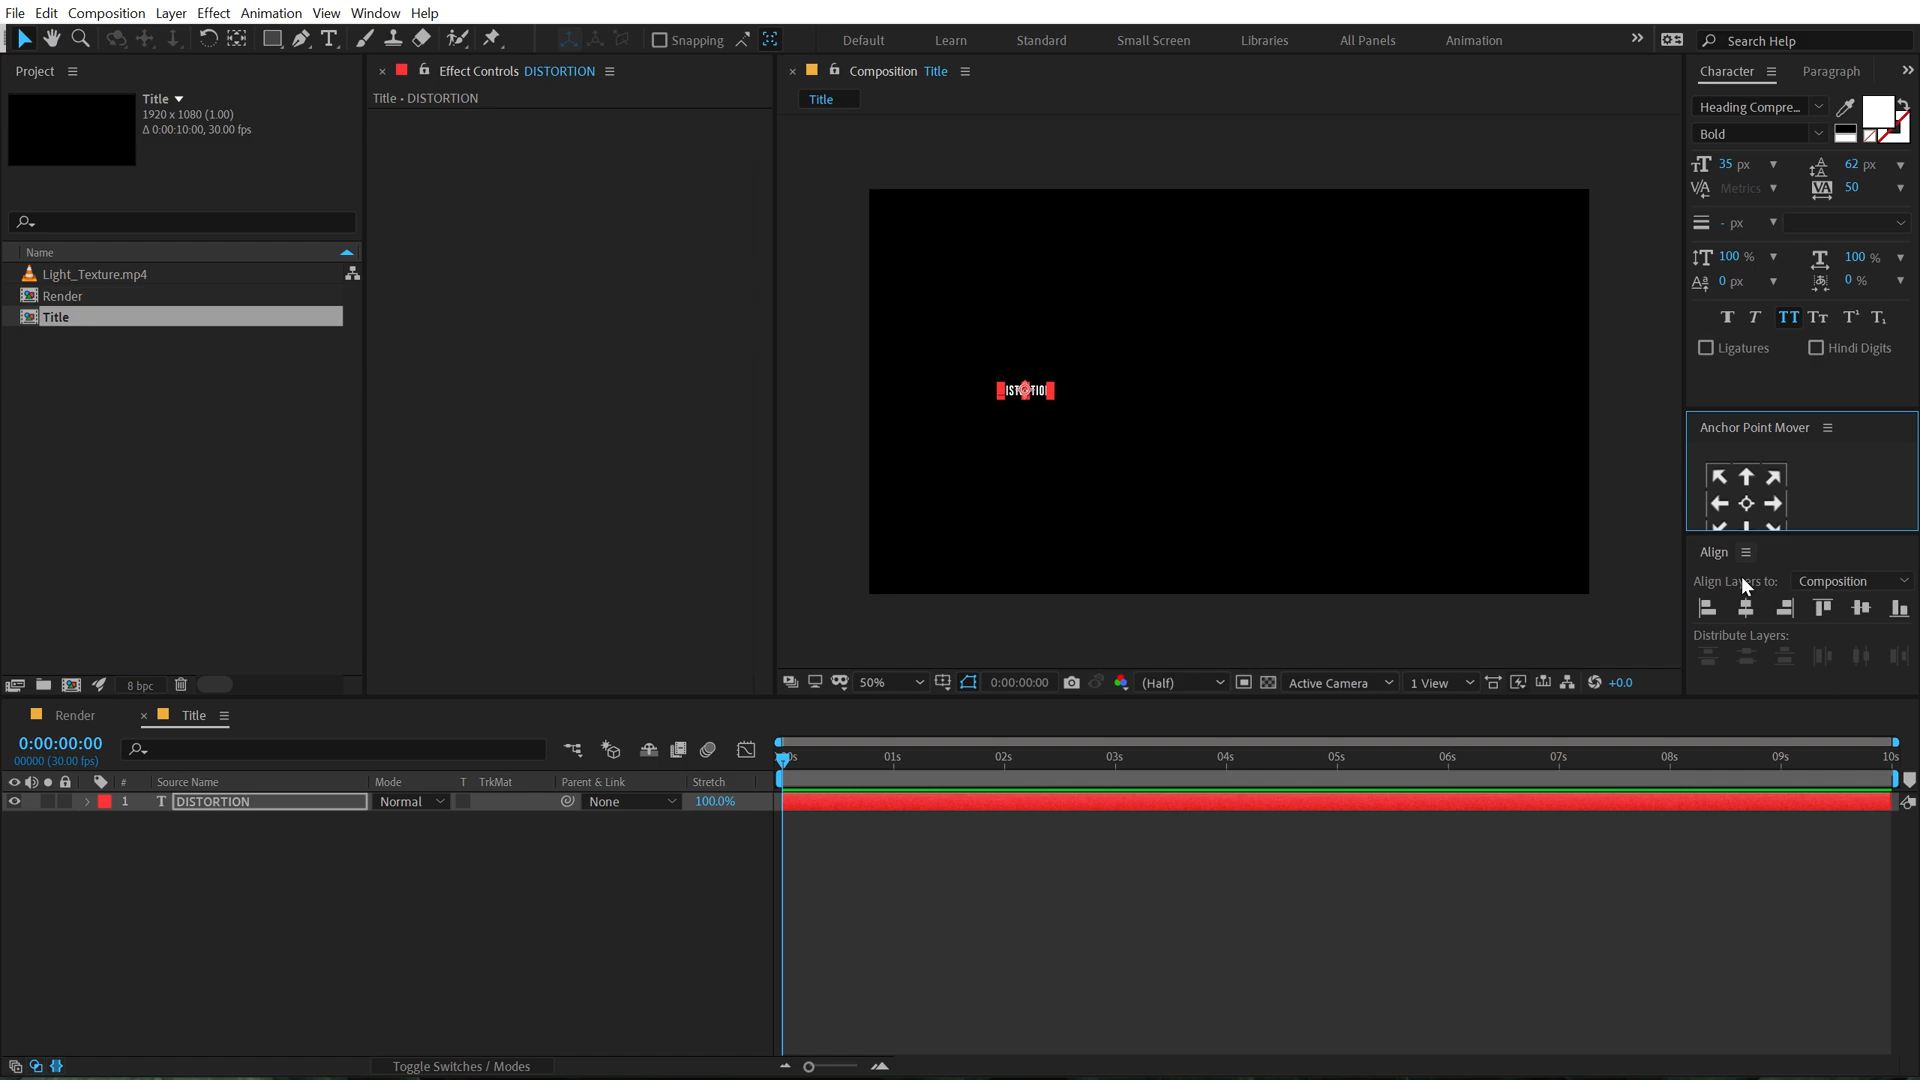 File Edit Composition Layer Effect Animation View Window Help
Snapping Default Learn Standard Small Screen Libraries All Panels Animation Search Help
Project
Effect Controls DISTORTION
Composition Title
Character Paragraph
Title
1920 x 1080 (1.00)
Δ 0:00:10:00, 30.00 fps
Title • DISTORTION
Title
Heading Compre...
Bold
35 px 62 px
Metrics 50
- px
100 % 100 %
0 px 0 %
Ligatures Hindi Digits
Name
Light_Texture.mp4
Render
Title
Anchor Point Mover
Align
Align Layers to: Composition
Distribute Layers:
8 bpc
50% 0:00:00:00 (Half) Active Camera 1 View +0.0
Render Title
0:00:00:00
00000 (30.00 fps)
01s 02s 03s 04s 05s 06s 07s 08s 09s 10s
# Source Name Mode T TrkMat Parent & Link Stretch
1 T DISTORTION Normal None 100.0%
Toggle Switches / Modes